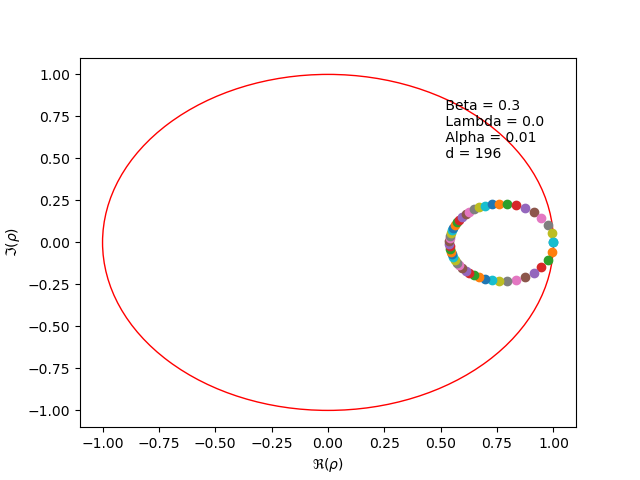 1.00
0.75
0.50
0.25
0.00
−0.25
−0.50
−0.75
−1.00
ℑ(ρ)
Beta = 0.3
Lambda = 0.0
Alpha = 0.01
d = 196
−1.00 −0.75 −0.50 −0.25 0.00 0.25 0.50 0.75 1.00
ℜ(ρ)